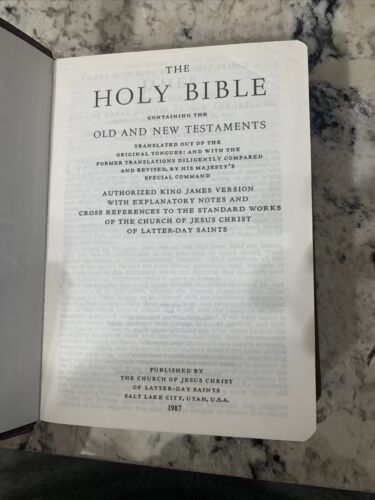 THE
HOLY BIBLE
CONTAINING THE
OLD AND NEW TESTAMENTS
TRANSLATED OUT OF THE
ORIGINAL TONGUES: AND WITH THE
FORMER TRANSLATIONS DILIGENTLY COMPARED
AND REVISED, BY HIS MAJESTY'S
SPECIAL COMMAND
AUTHORIZED KING JAMES VERSION
WITH EXPLANATORY NOTES AND
CROSS REFERENCES TO THE STANDARD WORKS
OF THE CHURCH OF JESUS CHRIST
OF LATTER-DAY SAINTS
PUBLISHED BY
THE CHURCH OF JESUS CHRIST
OF LATTER-DAY SAINTS
SALT LAKE CITY, UTAH, U.S.A.
1987